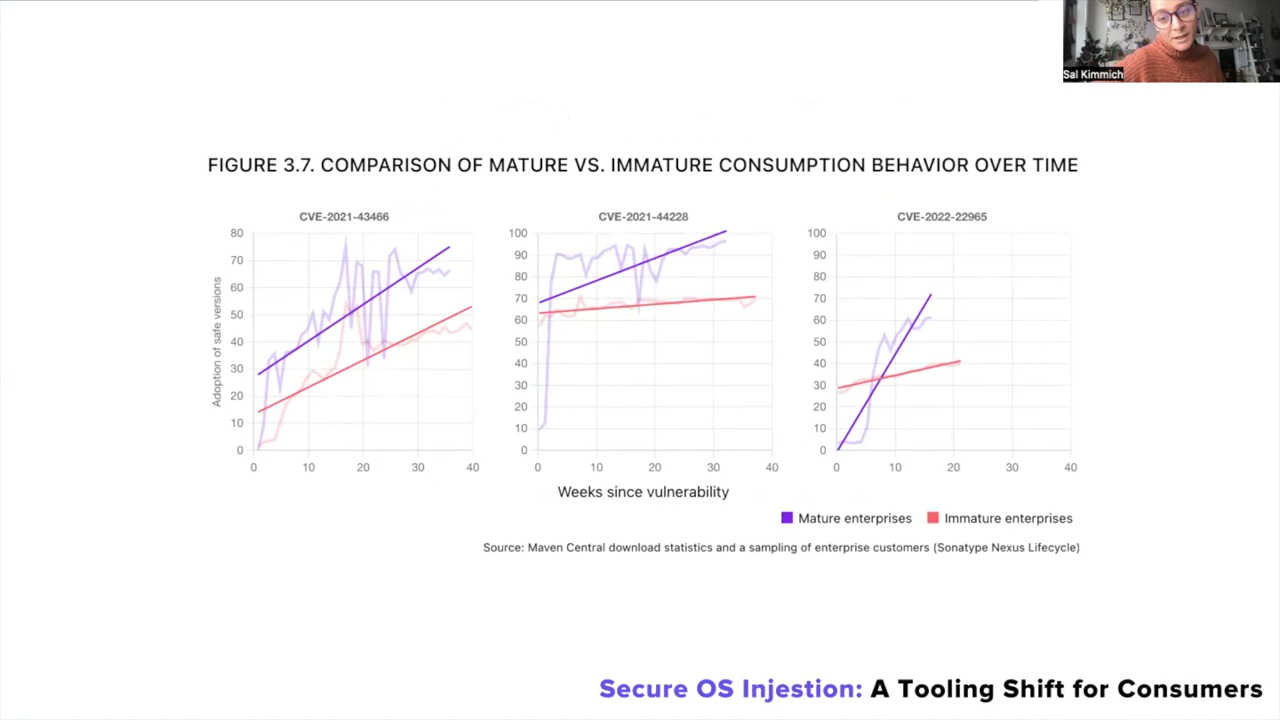 Sal Kimmich
FIGURE 3.7. COMPARISON OF MATURE VS. IMMATURE CONSUMPTION BEHAVIOR OVER TIME
CVE-2021-43466
80
70
60
50
40
30
20
10
0
0 10 20 30 40
Adoption of safe versions
CVE-2021-44228
100
90
80
70
60
50
40
30
20
10
0
0 10 20 30 40
Weeks since vulnerability
CVE-2022-22965
100
90
80
70
60
50
40
30
20
10
0
0 10 20 30 40
Mature enterprises Immature enterprises
Source: Maven Central download statistics and a sampling of enterprise customers (Sonatype Nexus Lifecycle)
Secure OS Injestion: A Tooling Shift for Consumers